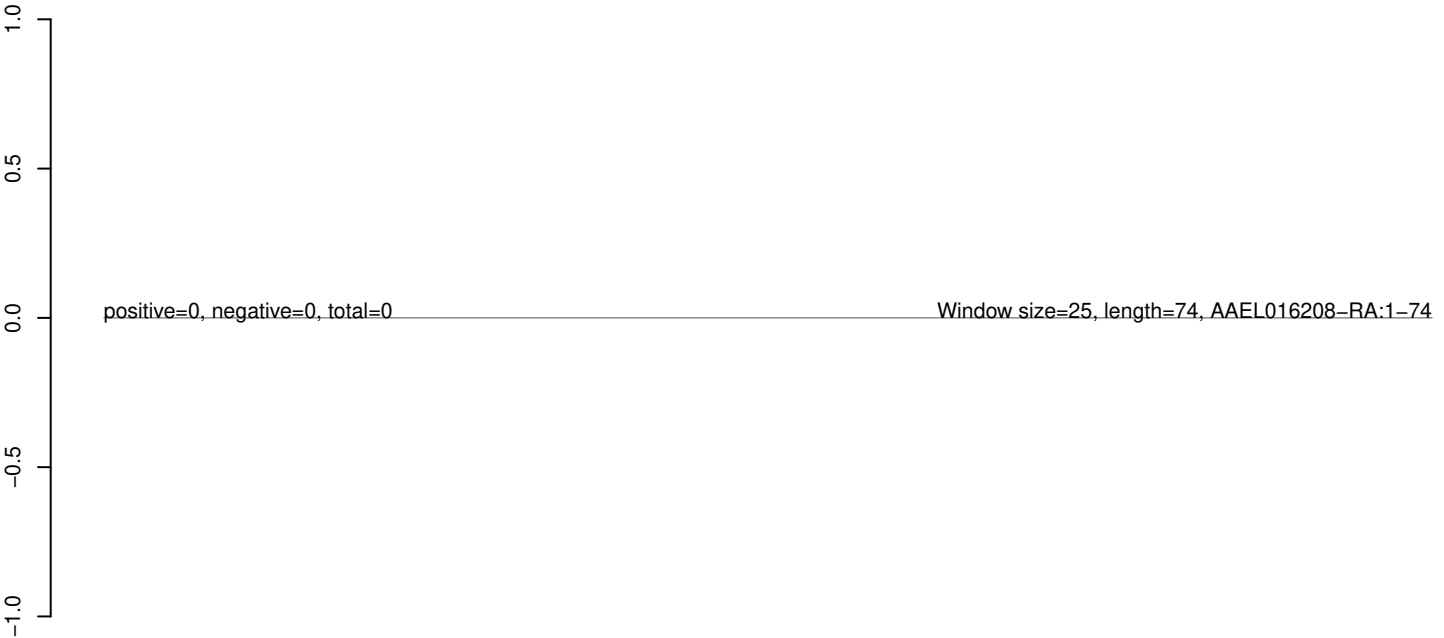 1.0
0.5
0.0
−0.5
−1.0
positive=0, negative=0, total=0
Window size=25, length=74, AAEL016208−RA:1−74